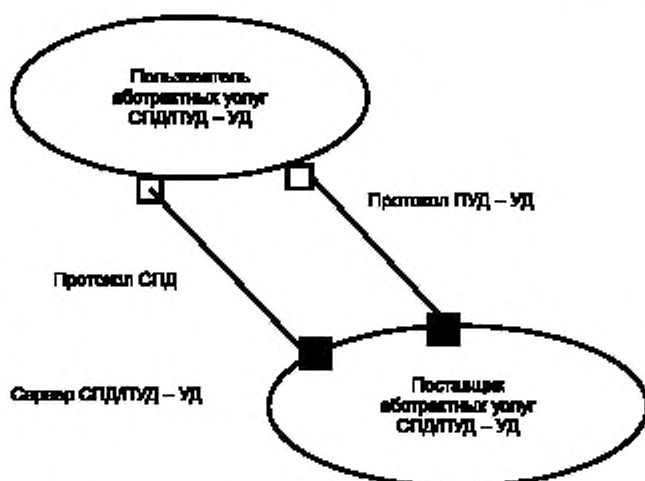 Пользователь
абстрактных услуг
СПД/ПУД – УД
Протокол ПУД – УД
Протокол СПД
Сервер СПД/ПУД – УД
Поставщик
абстрактных услуг
СПД/ПУД – УД